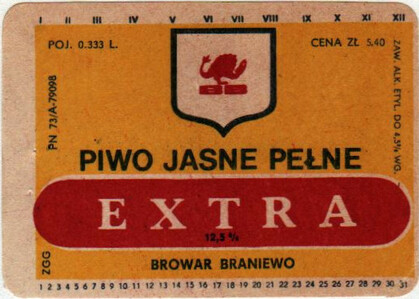 I II III IV V VI VII VIII IX X XI XII
POJ. 0.333 L.
CENA ZŁ 5.40
PN 73/A-79098
ZAW. ALK. ETYL. DO 4,9% WG.
PIWO JASNE PEŁNE
EXTRA
12,5 %
BROWAR BRANIEWO
ZGG
1 2 3 4 5 6 7 8 9 10 11 12 13 14 15 16 17 18 19 20 21 22 23 24 25 26 27 28 29 30 31